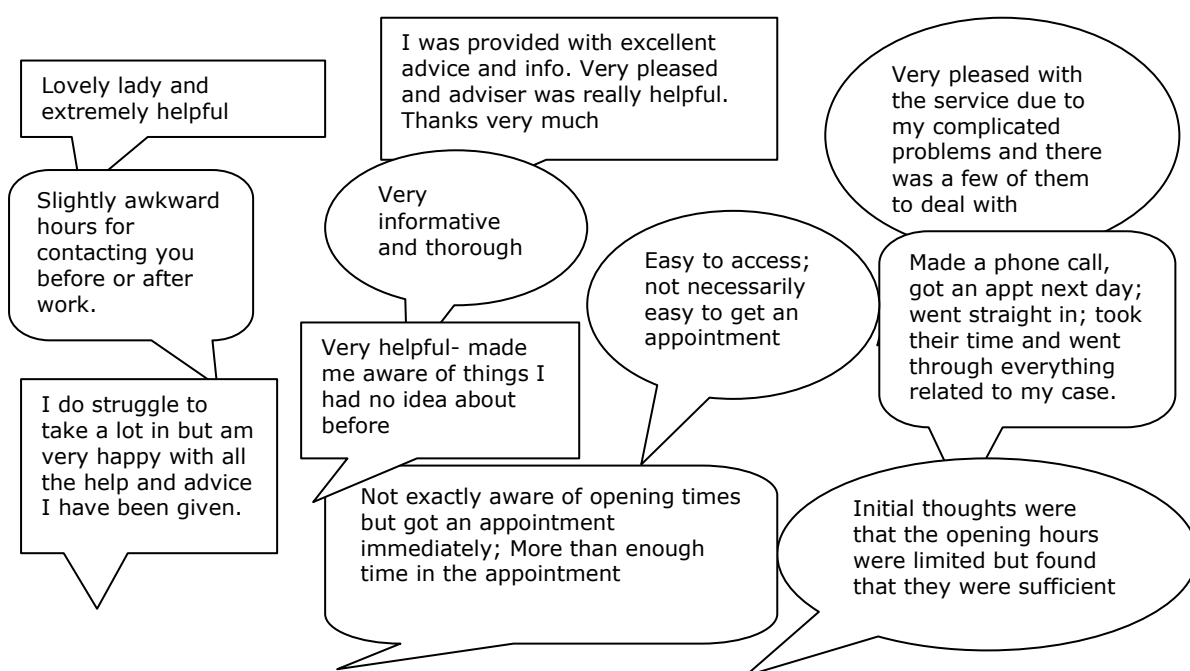 Lovely lady and
extremely helpful
I was provided with excellent
advice and info. Very pleased
and adviser was really helpful.
Thanks very much
Very pleased with
the service due to
my complicated
problems and there
was a few of them
to deal with
Slightly awkward
hours for
contacting you
before or after
work.
Very
informative
and thorough
Easy to access;
not necessarily
easy to get an
appointment
Made a phone call,
got an appt next day;
went straight in; took
their time and went
through everything
related to my case.
I do struggle to
take a lot in but am
very happy with all
the help and advice
I have been given.
Very helpful- made
me aware of things I
had no idea about
before
Not exactly aware of opening times
but got an appointment
immediately; More than enough
time in the appointment
Initial thoughts were
that the opening hours
were limited but found
that they were sufficient